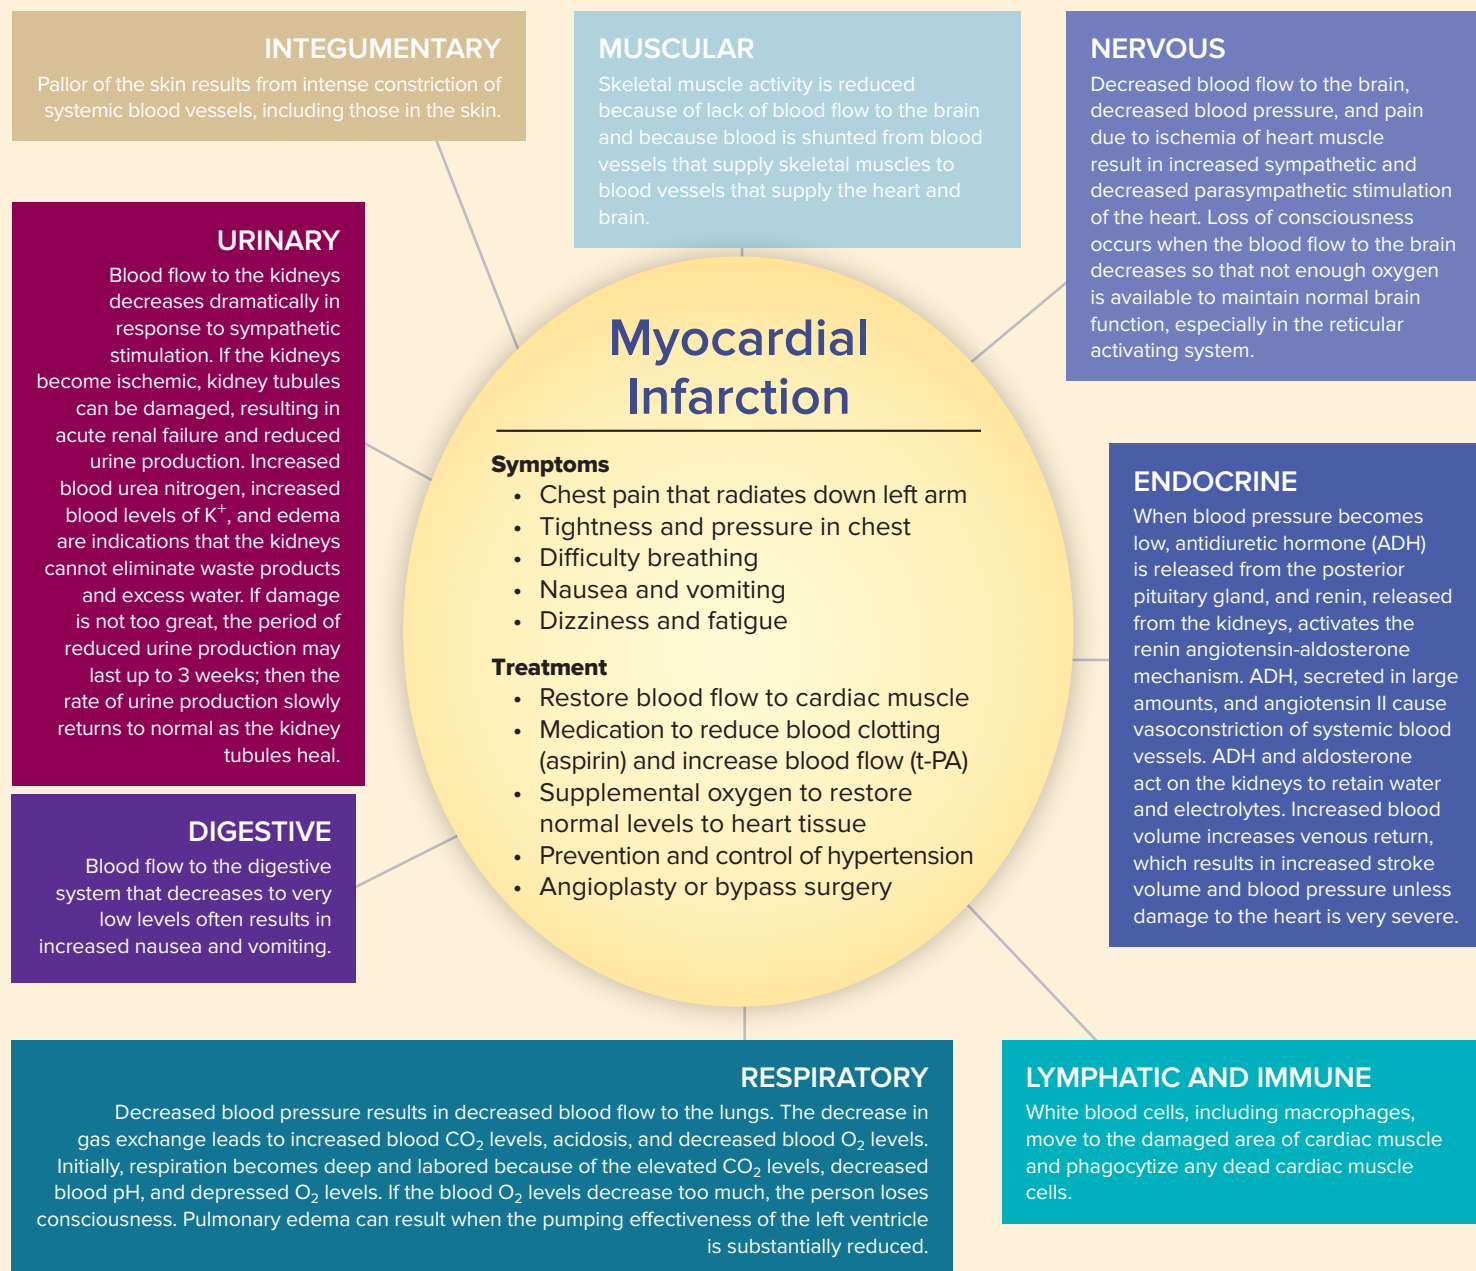 INTEGUMENTARY
Pallor of the skin results from intense constriction of
systemic blood vessels, including those in the skin.
MUSCULAR
Skeletal muscle activity is reduced
because of lack of blood flow to the brain
and because blood is shunted from blood
vessels that supply skeletal muscles to
blood vessels that supply the heart and
brain.
NERVOUS
Decreased blood flow to the brain,
decreased blood pressure, and pain
due to ischemia of heart muscle
result in increased sympathetic and
decreased parasympathetic stimulation
of the heart. Loss of consciousness
occurs when the blood flow to the brain
decreases so that not enough oxygen
is available to maintain normal brain
function, especially in the reticular
activating system.
URINARY
Blood flow to the kidneys
decreases dramatically in
response to sympathetic
stimulation. If the kidneys
become ischemic, kidney tubules
can be damaged, resulting in
acute renal failure and reduced
urine production. Increased
blood urea nitrogen, increased
blood levels of K⁺, and edema
are indications that the kidneys
cannot eliminate waste products
and excess water. If damage
is not too great, the period of
reduced urine production may
last up to 3 weeks; then the
rate of urine production slowly
returns to normal as the kidney
tubules heal.
Myocardial
Infarction
Symptoms
• Chest pain that radiates down left arm
• Tightness and pressure in chest
• Difficulty breathing
• Nausea and vomiting
• Dizziness and fatigue
Treatment
• Restore blood flow to cardiac muscle
• Medication to reduce blood clotting
(aspirin) and increase blood flow (t-PA)
• Supplemental oxygen to restore
normal levels to heart tissue
• Prevention and control of hypertension
• Angioplasty or bypass surgery
ENDOCRINE
When blood pressure becomes
low, antidiuretic hormone (ADH)
is released from the posterior
pituitary gland, and renin, released
from the kidneys, activates the
renin angiotensin-aldosterone
mechanism. ADH, secreted in large
amounts, and angiotensin II cause
vasoconstriction of systemic blood
vessels. ADH and aldosterone
act on the kidneys to retain water
and electrolytes. Increased blood
volume increases venous return,
which results in increased stroke
volume and blood pressure unless
damage to the heart is very severe.
DIGESTIVE
Blood flow to the digestive
system that decreases to very
low levels often results in
increased nausea and vomiting.
RESPIRATORY
Decreased blood pressure results in decreased blood flow to the lungs. The decrease in
gas exchange leads to increased blood CO₂ levels, acidosis, and decreased blood O₂ levels.
Initially, respiration becomes deep and labored because of the elevated CO₂ levels, decreased
blood pH, and depressed O₂ levels. If the blood O₂ levels decrease too much, the person loses
consciousness. Pulmonary edema can result when the pumping effectiveness of the left ventricle
is substantially reduced.
LYMPHATIC AND IMMUNE
White blood cells, including macrophages,
move to the damaged area of cardiac muscle
and phagocytize any dead cardiac muscle
cells.